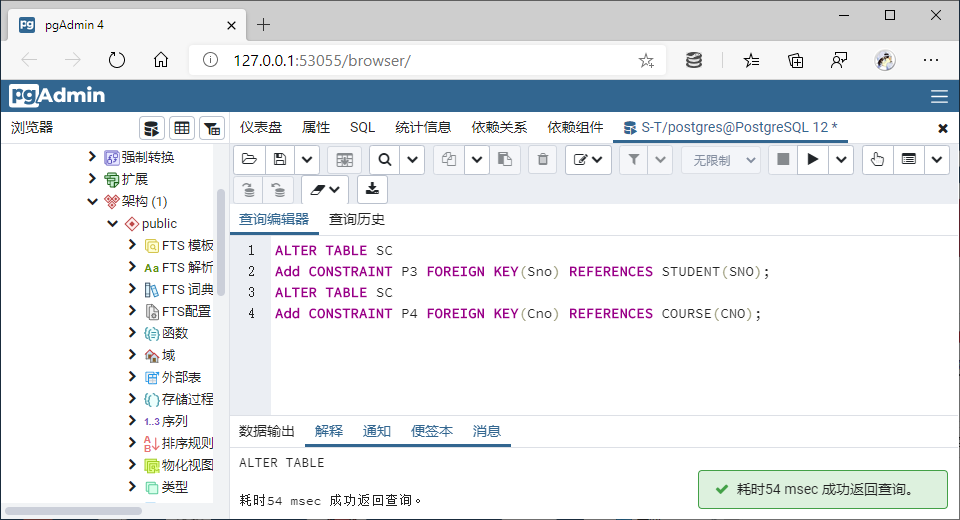 pgAdmin 4
127.0.0.1:53055/browser/
pgAdmin
浏览器
仪表盘 属性 SQL 统计信息 依赖关系 依赖组件 S-T/postgres@PostgreSQL 12 *
强制转换
扩展
架构 (1)
public
FTS 模板
FTS 解析
FTS 词典
FTS配置
函数
域
外部表
存储过程
1..3 序列
排序规则
物化视图
类型
无限制
查询编辑器 查询历史
1 ALTER TABLE SC
2 Add CONSTRAINT P3 FOREIGN KEY(Sno) REFERENCES STUDENT(SNO);
3 ALTER TABLE SC
4 Add CONSTRAINT P4 FOREIGN KEY(Cno) REFERENCES COURSE(CNO);
数据输出 解释 通知 便签本 消息
ALTER TABLE
耗时54 msec 成功返回查询。
耗时54 msec 成功返回查询。